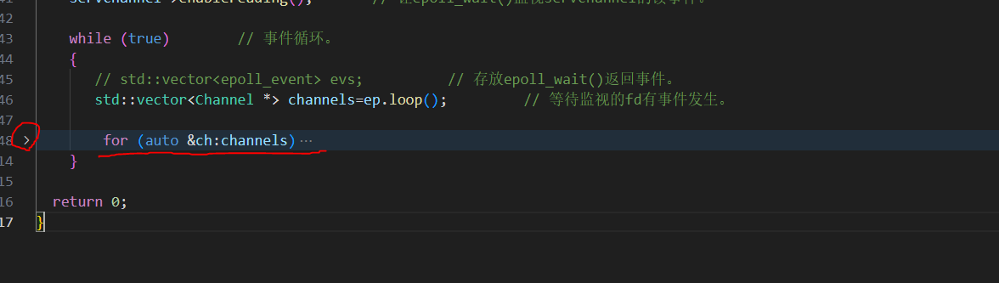 servchannel->enablereading();       // 让epoll_wait()监视servchannel的读事件。
42
43 while (true)        // 事件循环。
44 {
45 // std::vector<epoll_event> evs;          // 存放epoll_wait()返回事件。
46 std::vector<Channel *> channels=ep.loop();         // 等待监视的fd有事件发生。
47
48 > for (auto &ch:channels) ⋯
14 }
15
16 return 0;
17 }